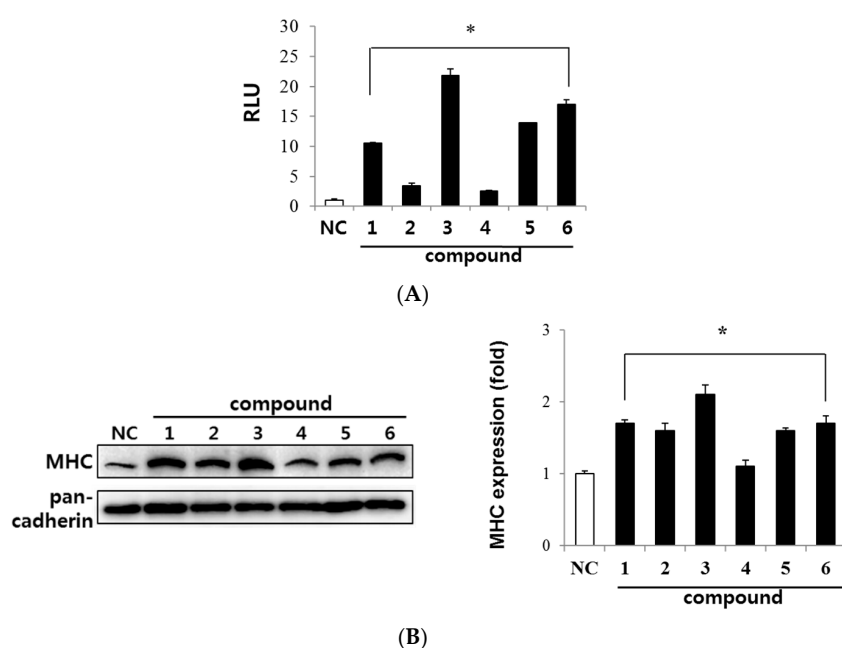 *
RLU
30
25
20
15
10
5
0
NC 1 2 3 4 5 6
compound
(A)
compound
NC 1 2 3 4 5 6
MHC
pan-
cadherin
*
MHC expression (fold)
3
2
1
0
NC 1 2 3 4 5 6
compound
(B)